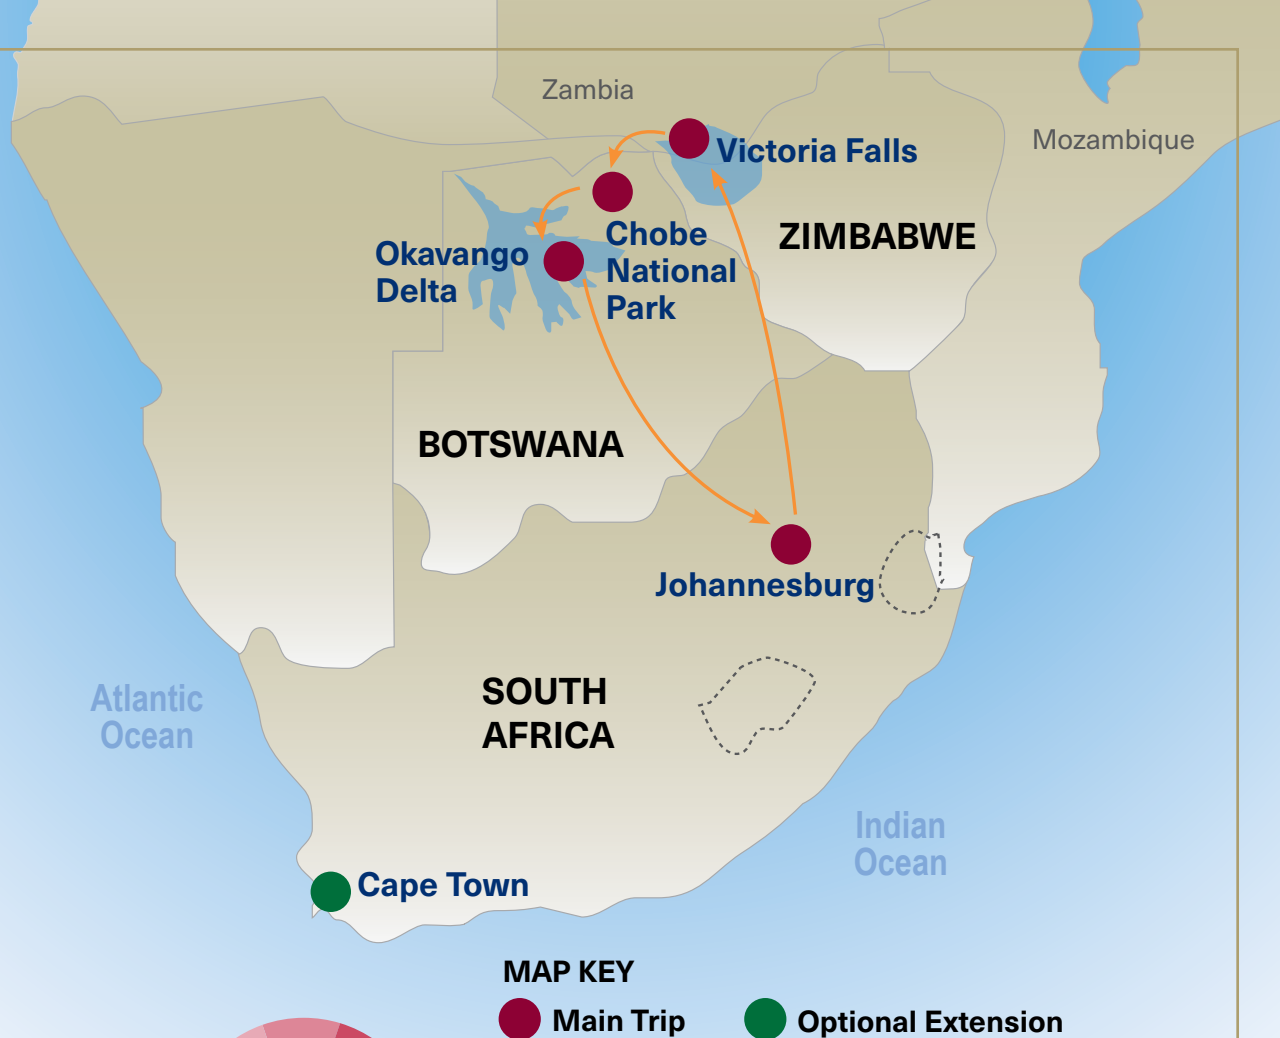 Zambia
Mozambique
Victoria Falls
ZIMBABWE
Chobe
National
Park
Okavango
Delta
BOTSWANA
Johannesburg
SOUTH
AFRICA
Atlantic
Ocean
Indian
Ocean
Cape Town
MAP KEY
Main Trip
Optional Extension